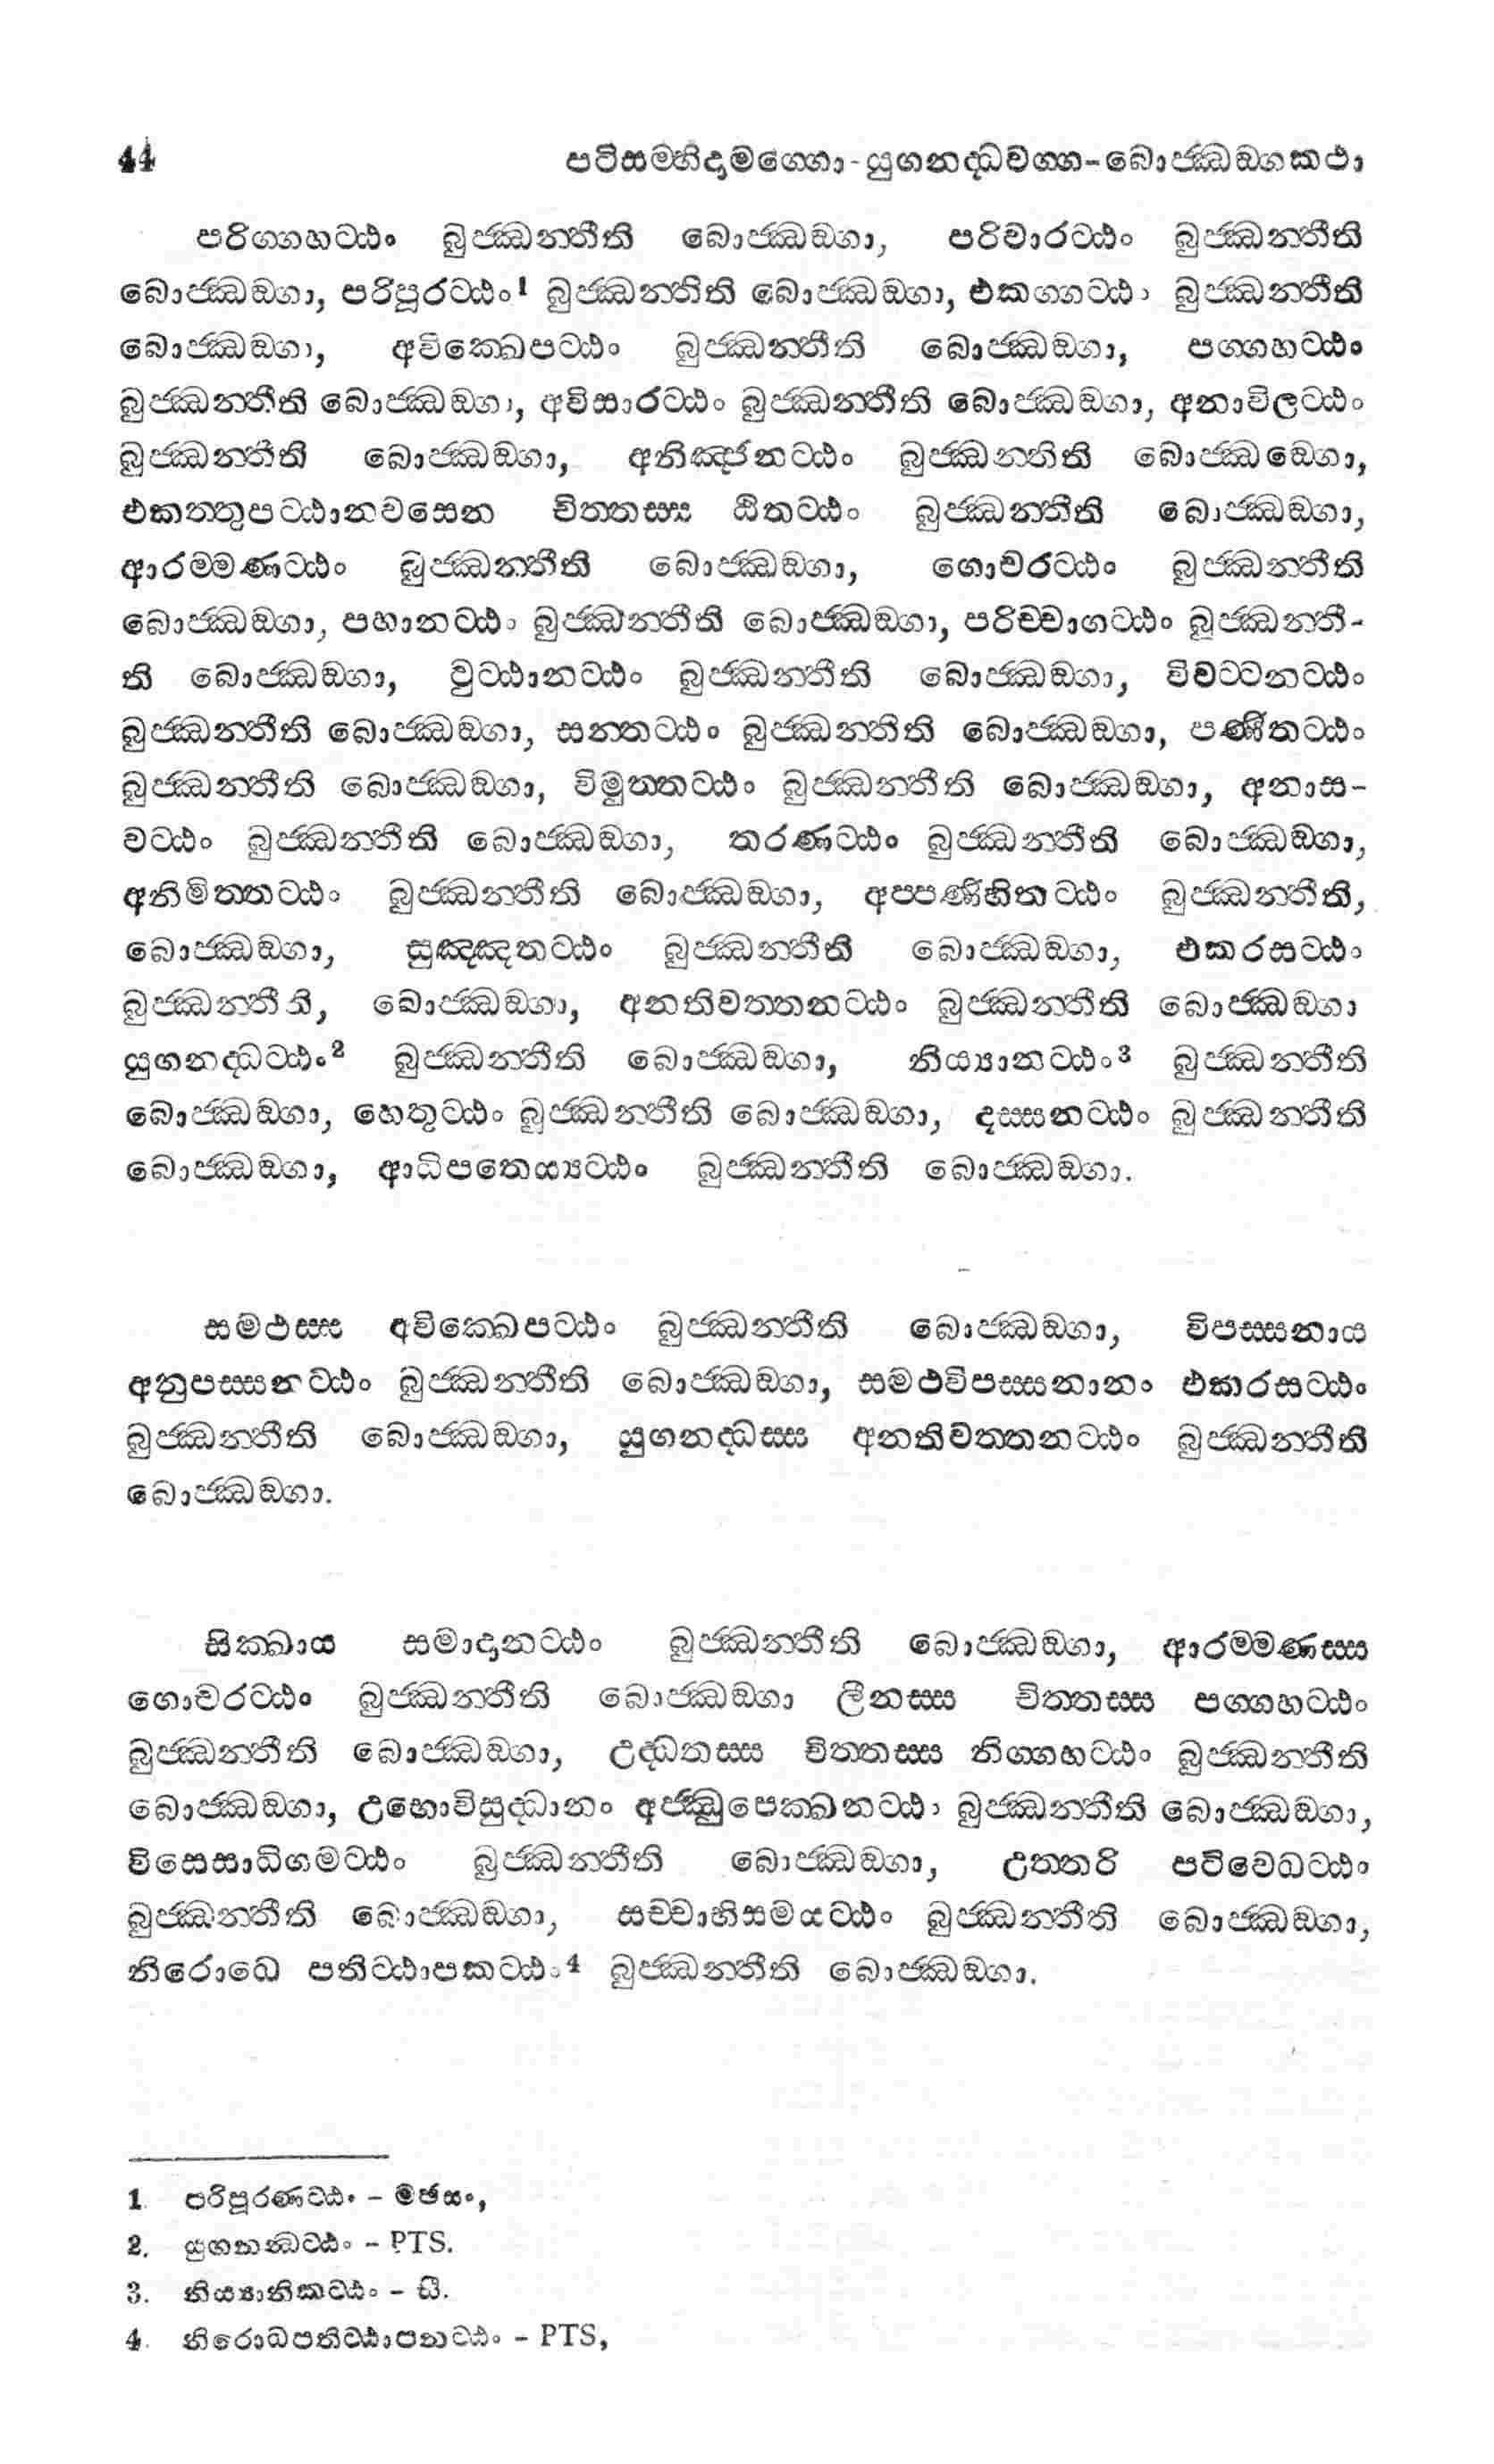 44 පටිසම්භිදාමග්ගො - යුගනද්ධවග්ග - බොජ්ඣඞ්ගකථා
පරිග්ගහට්ඨං බුජ්ඣන්තීති බොජ්ඣඞ්ගා, පරිවාරට්ඨං බුජ්ඣන්තීති
බොජ්ඣඞ්ගා, පරිපූරට්ඨං1 බුජ්ඣන්තීති බොජ්ඣඞ්ගා, එකග්ගට්ඨං බුජ්ඣන්තීති
බොජ්ඣඞ්ගා, අවික්ඛෙපට්ඨං බුජ්ඣන්තීති බොජ්ඣඞ්ගා, පග්ගහට්ඨං
බුජ්ඣන්තීති බොජ්ඣඞ්ගා, අවිසාරට්ඨං බුජ්ඣන්තීති බොජ්ඣඞ්ගා, අනාවිලට්ඨං
බුජ්ඣන්තීති බොජ්ඣඞ්ගා, අනිඤ්ජනට්ඨං බුජ්ඣන්තිති බොජ්ඣඞ්ගො,
එකත්තුපට්ඨානවසෙන චිත්තස්ස ඨිතට්ඨං බුජ්ඣන්තීති බොජ්ඣඞ්ගා,
ආරම්මණට්ඨං බුජ්ඣන්තීති බොජ්ඣඞ්ගා, ගොචරට්ඨං බුජ්ඣන්තීති
බොජ්ඣඞ්ගා, පහානට්ඨං බුජ්ඣන්තීති බොජ්ඣඞ්ගා, පරිච්චාගට්ඨං බුජ්ඣන්තී-
ති බොජ්ඣඞ්ගා, වුට්ඨානට්ඨං බුජ්ඣන්තීති බොජ්ඣඞ්ගා, විවට්ටනට්ඨං
බුජ්ඣන්තීති බොජ්ඣඞ්ගා, සන්තට්ඨං බුජ්ඣන්තීති බොජ්ඣඞ්ගා, පණීතට්ඨං
බුජ්ඣන්තීති බොජ්ඣඞ්ගා, විමුත්තට්ඨං බුජ්ඣන්තීති බොජ්ඣඞ්ගා, අනාස-
වට්ඨං බුජ්ඣන්තීති බොජ්ඣඞ්ගා, තරණට්ඨං බුජ්ඣන්තීති බොජ්ඣඞ්ගා,
අනිමිත්තට්ඨං බුජ්ඣන්තීති බොජ්ඣඞ්ගා, අප්පණිහිතට්ඨං බුජ්ඣන්තීති,
බොජ්ඣඞ්ගා, සුඤ්ඤතට්ඨං බුජ්ඣන්තීති බොජ්ඣඞ්ගා, එකරසට්ඨං
බුජ්ඣන්තීති, බොජ්ඣඞ්ගා, අනතිවත්තනට්ඨං බුජ්ඣන්තීති බොජ්ඣඞ්ගා
යුගනද්ධට්ඨං2 බුජ්ඣන්තීති බොජ්ඣඞ්ගා, නිය්‍යානට්ඨං3 බුජ්ඣන්තීති
බොජ්ඣඞ්ගා, හෙතුට්ඨං බුජ්ඣන්තීති බොජ්ඣඞ්ගා, දස්සනට්ඨං බුජ්ඣන්තීති
බොජ්ඣඞ්ගා, ආධිපතෙය්‍යට්ඨං බුජ්ඣන්තීති බොජ්ඣඞ්ගා.
සමථස්ස අවික්ඛෙපට්ඨං බුජ්ඣන්තීති බොජ්ඣඞ්ගා, විපස්සනාය
අනුපස්සනට්ඨං බුජ්ඣන්තීති බොජ්ඣඞ්ගා, සමථවිපස්සනානං එකරසට්ඨං
බුජ්ඣන්තීති බොජ්ඣඞ්ගා, යුගනද්ධස්ස අනතිවත්තනට්ඨං බුජ්ඣන්තීති
බොජ්ඣඞ්ගා.
සික්ඛාය සමාදානට්ඨං බුජ්ඣන්තීති බොජ්ඣඞ්ගා, ආරම්මණස්ස
ගොචරට්ඨං බුජ්ඣන්තීති බොජ්ඣඞ්ගා ලීනස්ස චිත්තස්ස පග්ගහට්ඨං
බුජ්ඣන්තීති බොජ්ඣඞ්ගා, උද්ධතස්ස චිත්තස්ස නිග්ගහට්ඨං බුජ්ඣන්තීති
බොජ්ඣඞ්ගා, උභොවිසුද්ධානං අජ්ඣුපෙක්ඛනට්ඨං බුජ්ඣන්තීති බොජ්ඣඞ්ගා,
විසෙසාධිගමට්ඨං බුජ්ඣන්තීති බොජ්ඣඞ්ගා, උත්තරි පටිවෙධට්ඨං
බුජ්ඣන්තීති බොජ්ඣඞ්ගා, සච්චාභිසමයට්ඨං බුජ්ඣන්තීති බොජ්ඣඞ්ගා,
නිරොධෙ පතිට්ඨාපකට්ඨං4 බුජ්ඣන්තීති බොජ්ඣඞ්ගා.
1. පරිපූරණට්ඨං - මඡසං,
2. යුගනන්ධට්ඨං - PTS.
3. නිය්‍යානිකට්ඨං - සී.
4. නිරොධපතිට්ඨාපනට්ඨං - PTS,